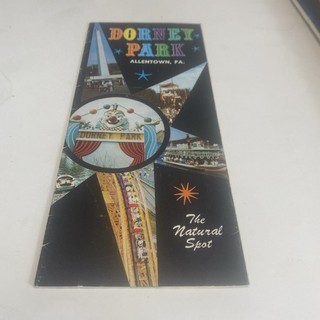 DORNEY
PARK
ALLENTOWN, PA.
DORNEY PARK
The
Natural
Spot